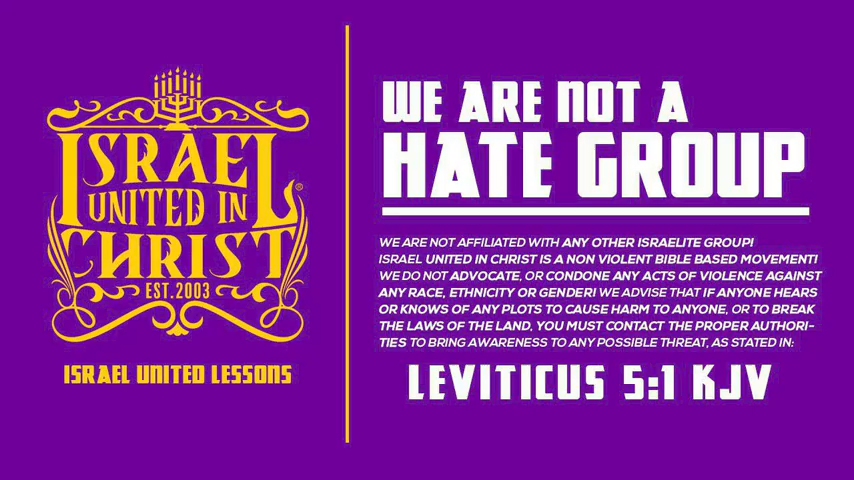 ISRAEL
UNITED IN
CHRIST
EST.2003
®
ISRAEL UNITED LESSONS
WE ARE NOT A
HATE GROUP
WE ARE NOT AFFILIATED WITH ANY OTHER ISRAELITE GROUP!
ISRAEL UNITED IN CHRIST IS A NON VIOLENT BIBLE BASED MOVEMENT!
WE DO NOT ADVOCATE, OR CONDONE ANY ACTS OF VIOLENCE AGAINST
ANY RACE, ETHNICITY OR GENDER! WE ADVISE THAT IF ANYONE HEARS
OR KNOWS OF ANY PLOTS TO CAUSE HARM TO ANYONE, OR TO BREAK
THE LAWS OF THE LAND, YOU MUST CONTACT THE PROPER AUTHORI-
TIES TO BRING AWARENESS TO ANY POSSIBLE THREAT, AS STATED IN:
LEVITICUS 5:1 KJV